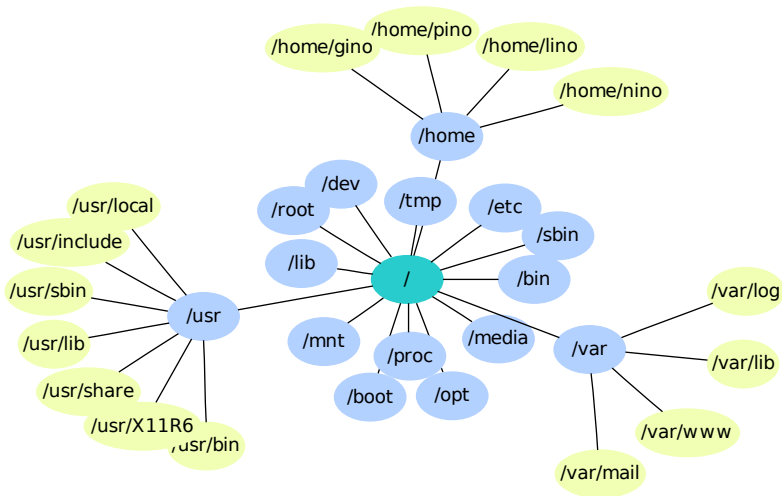 /home/pino
/home/gino
/home/lino
/home/nino
/home
/dev
/tmp
/root
/etc
/usr/local
/sbin
/usr/include
/lib
/
/bin
/usr/sbin
/var/log
/usr
/usr/lib
/mnt
/media
/proc
/var
/var/lib
/usr/share
/boot
/opt
/usr/X11R6
/usr/bin
/var/www
/var/mail